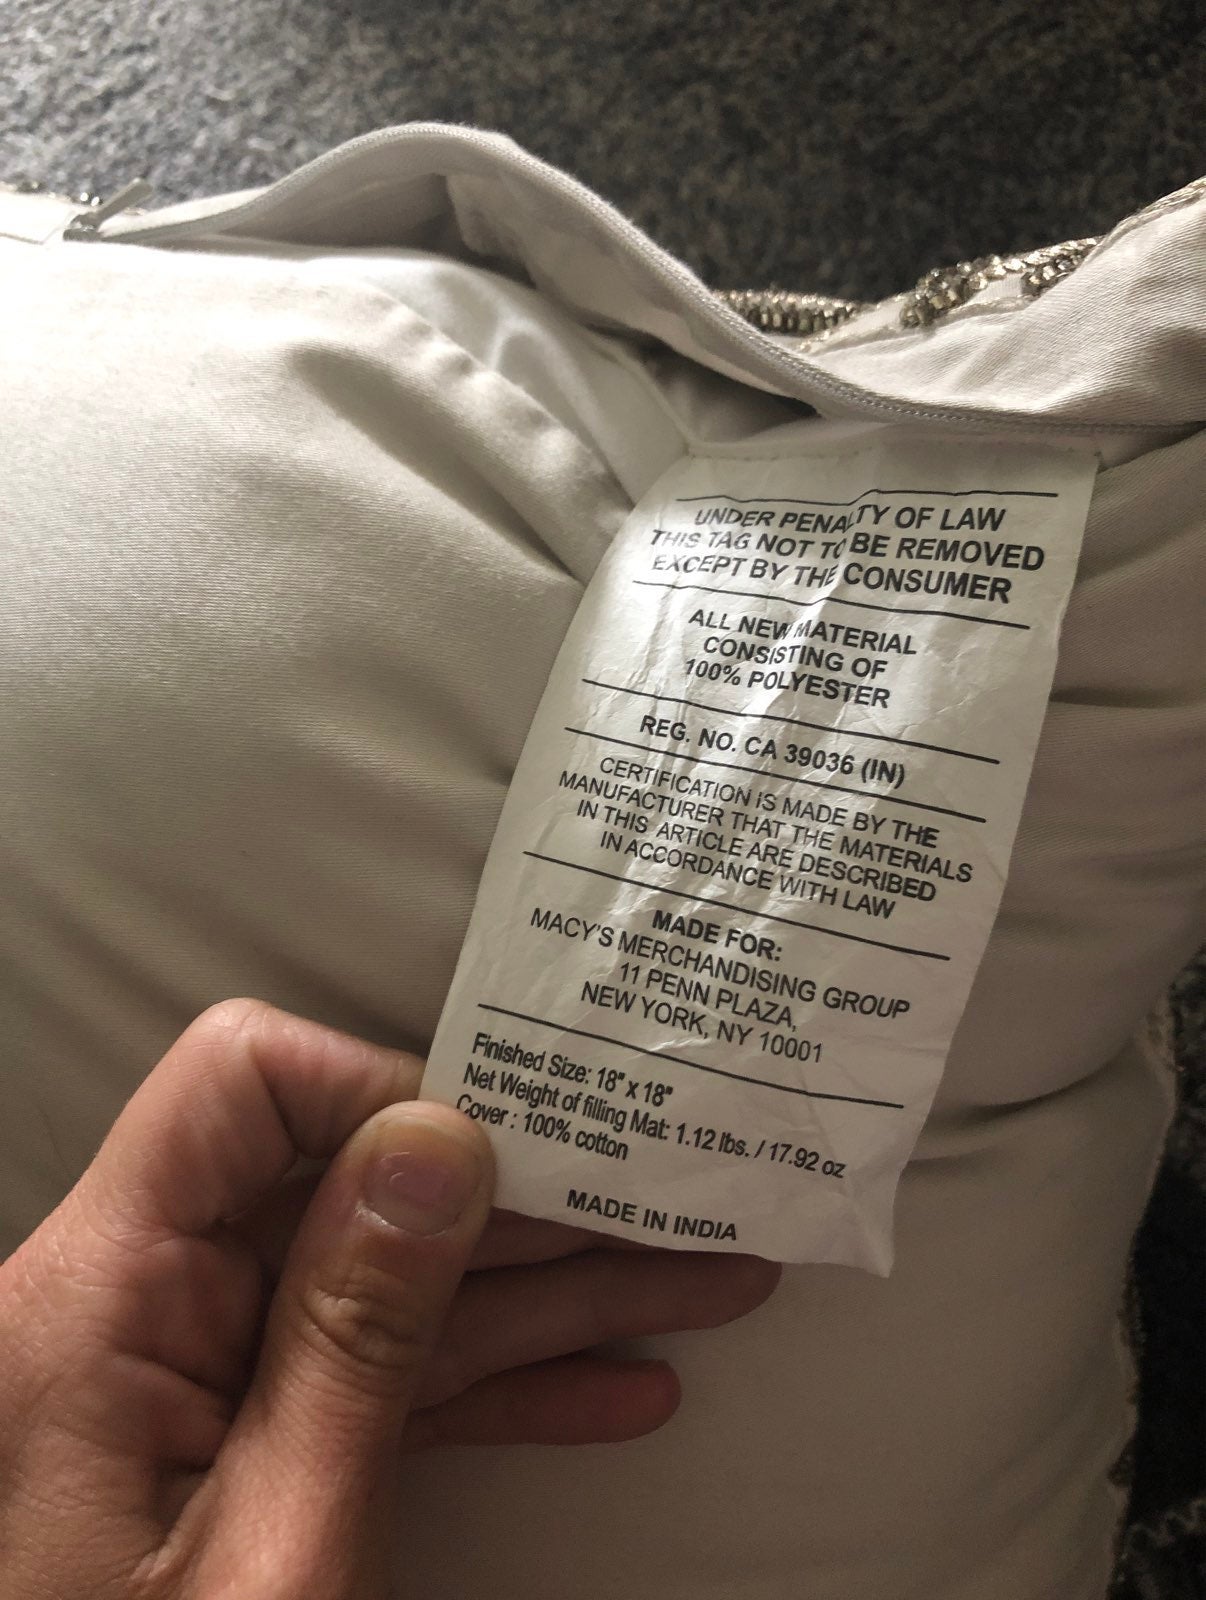 UNDER PENALTY OF LAW
THIS TAG NOT TO BE REMOVED
EXCEPT BY THE CONSUMER
ALL NEW MATERIAL
CONSISTING OF
100% POLYESTER
REG. NO. CA 39036 (IN)
CERTIFICATION IS MADE BY THE
MANUFACTURER THAT THE MATERIALS
IN THIS ARTICLE ARE DESCRIBED
IN ACCORDANCE WITH LAW
MADE FOR:
MACY'S MERCHANDISING GROUP
11 PENN PLAZA,
NEW YORK, NY 10001
Finished Size: 18" x 18"
Net Weight of filling Mat: 1.12 lbs. / 17.92 oz
Cover : 100% cotton
MADE IN INDIA